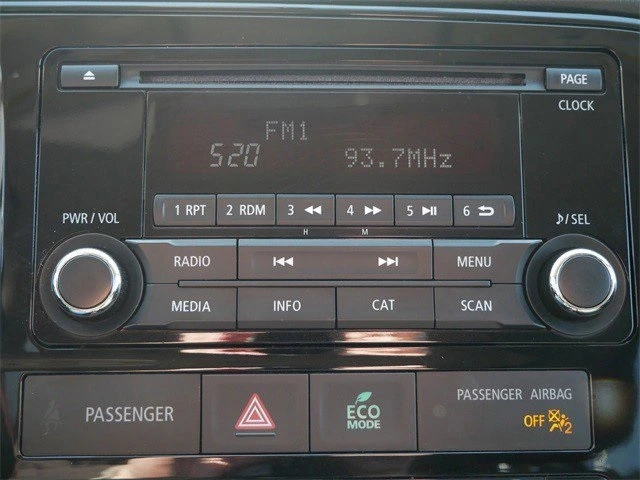 PAGE
CLOCK
FM1
520 93.7MHz
1 RPT 2 RDM 3 4 5 6
H M
PWR / VOL /SEL
RADIO MENU
MEDIA INFO CAT SCAN
PASSENGER
ECO
MODE
PASSENGER AIRBAG
OFF 2